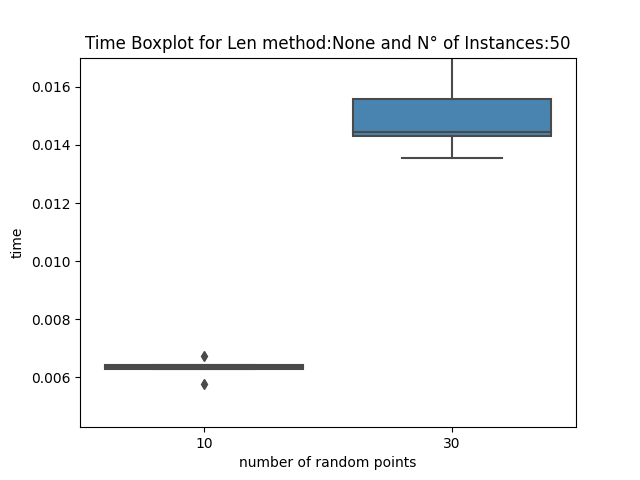 Time Boxplot for Len method:None and N° of Instances:50
0.016
0.014
0.012
0.010
0.008
0.006
time
10
30
number of random points